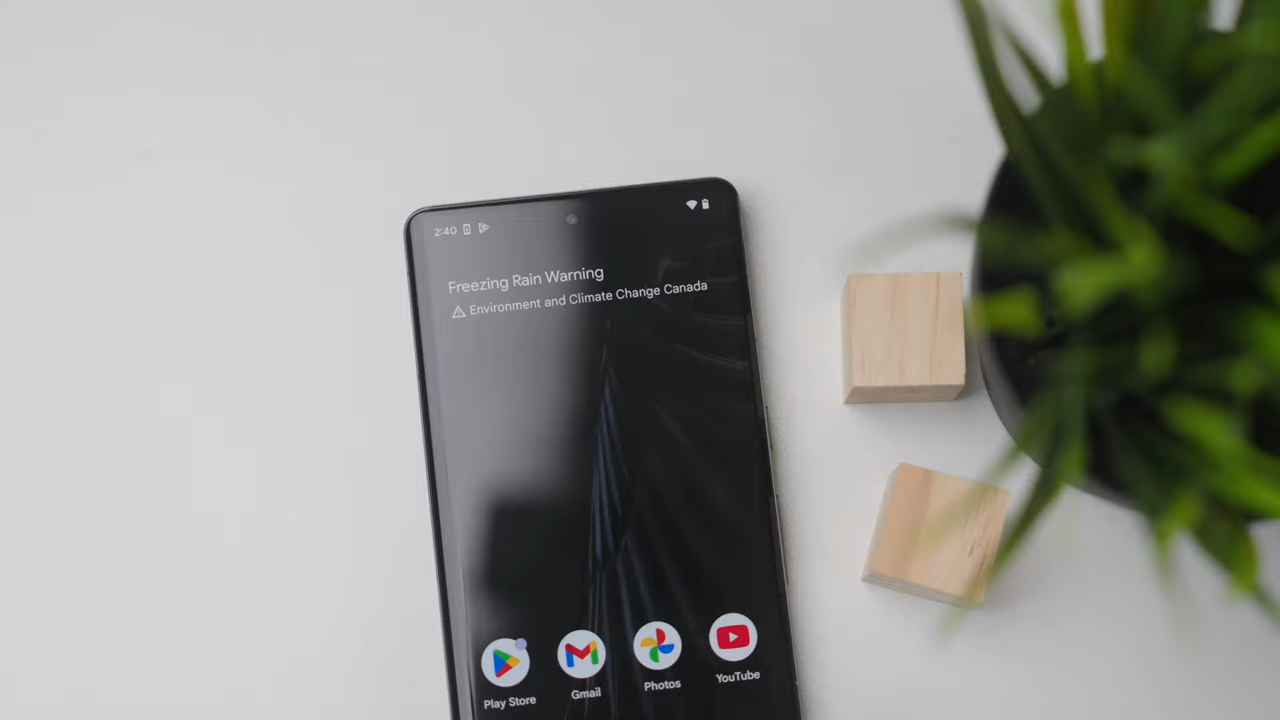 2:40
Freezing Rain Warning
Environment and Climate Change Canada
Play Store
Gmail
Photos
YouTube